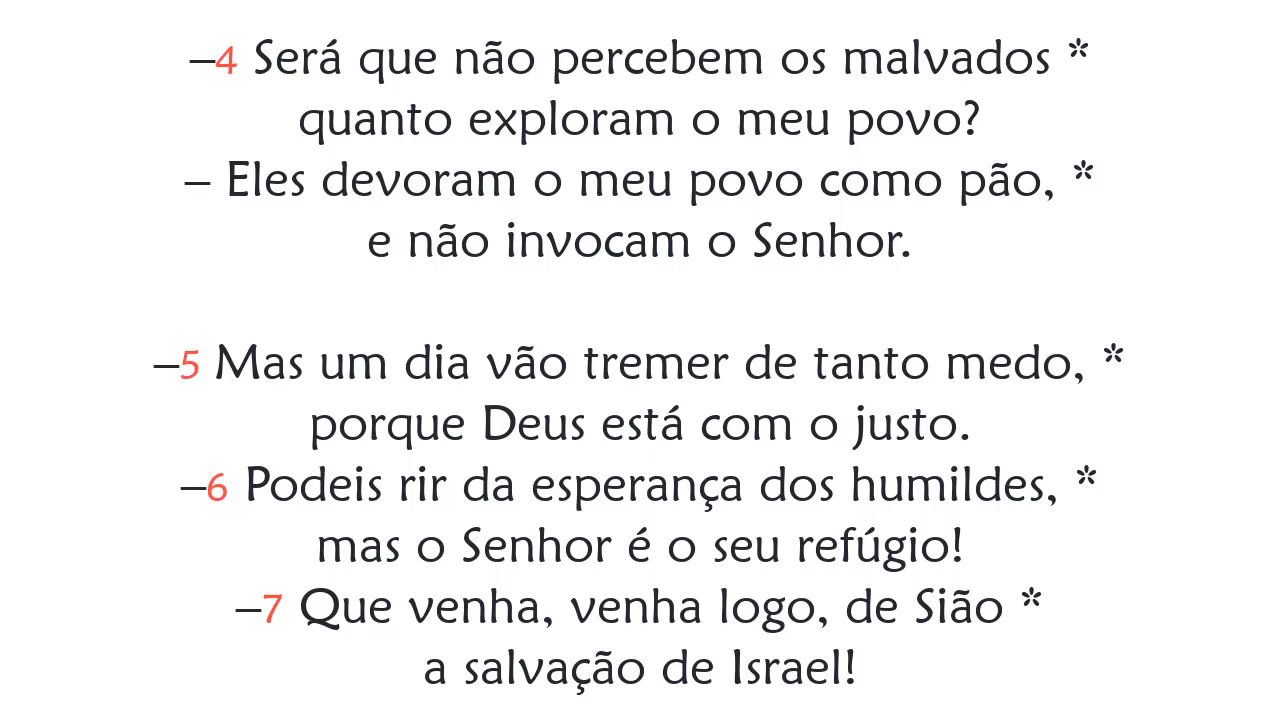 –4 Será que não percebem os malvados *
quanto exploram o meu povo?
– Eles devoram o meu povo como pão, *
e não invocam o Senhor.
–5 Mas um dia vão tremer de tanto medo, *
porque Deus está com o justo.
–6 Podeis rir da esperança dos humildes, *
mas o Senhor é o seu refúgio!
–7 Que venha, venha logo, de Sião *
a salvação de Israel!